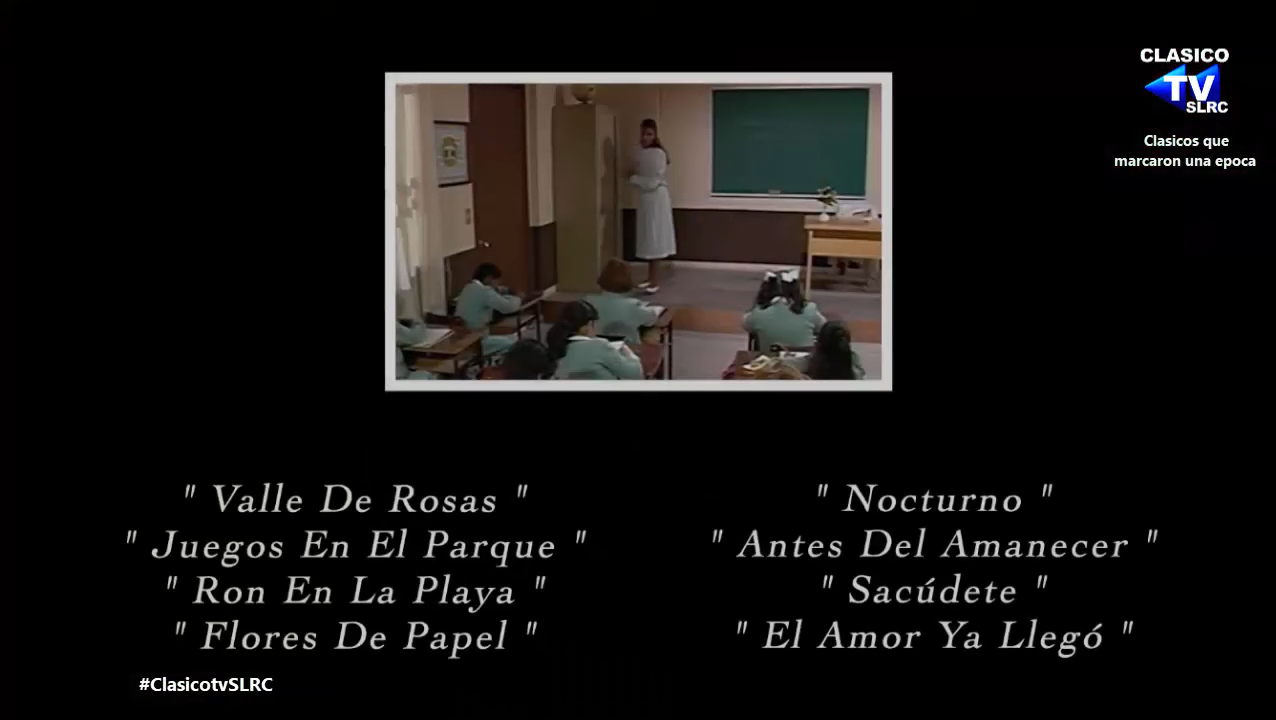 CLASICO
TV
SLRC
Clasicos que
marcaron una epoca
" Valle De Rosas "
" Juegos En El Parque "
" Ron En La Playa "
" Flores De Papel "
" Nocturno "
" Antes Del Amanecer "
" Sacúdete "
" El Amor Ya Llegó "
#ClasicotvSLRC